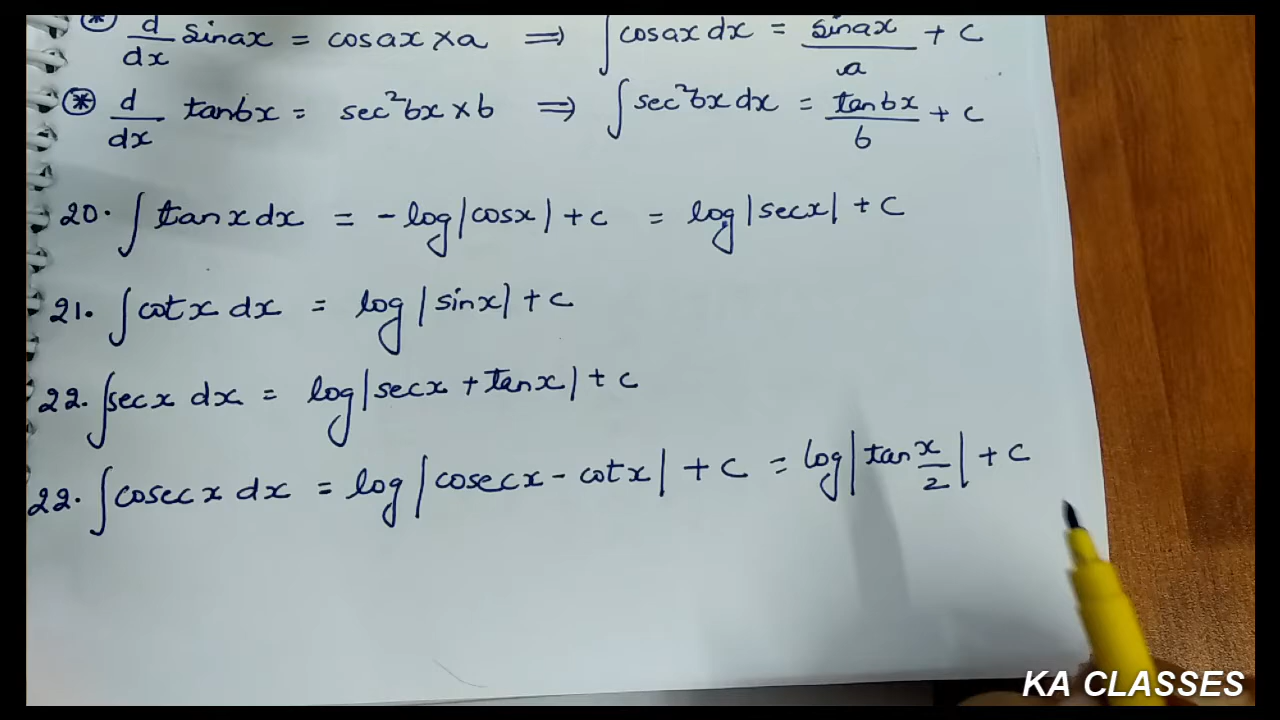 * d/dx sinax = cosax × a ⇒ ∫cosax dx = sinax/a + c
* d/dx tanbx = sec²bx × b ⇒ ∫sec²bx dx = tanbx/b + c
20. ∫tanx dx = -log|cosx| + c = log|secx| + c
21. ∫cotx dx = log|sinx| + c
22. ∫secx dx = log|secx + tanx| + c
22. ∫cosecx dx = log|cosecx - cotx| + c = log|tan x/2| + c
KA CLASSES